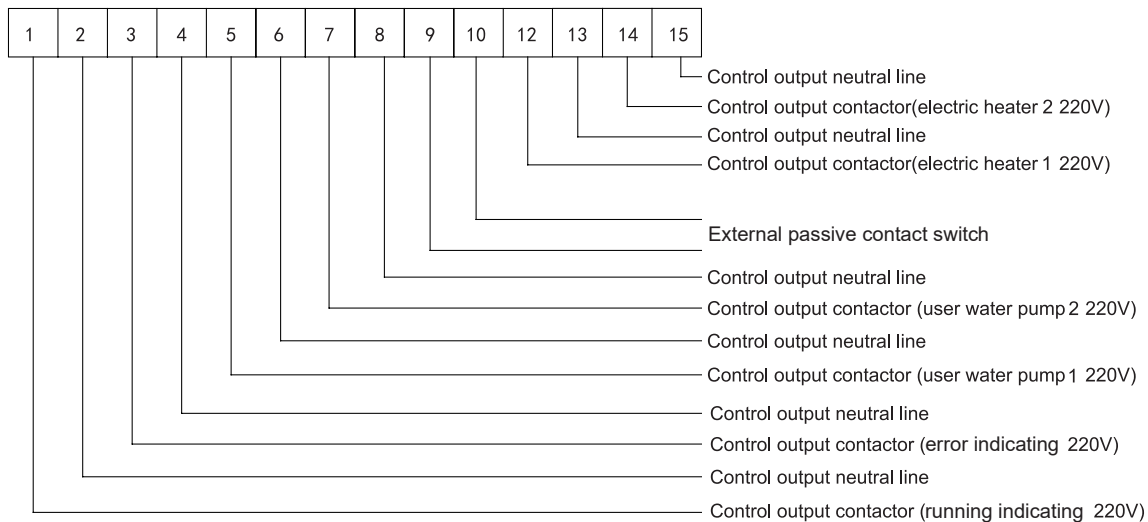 1 2 3 4 5 6 7 8 9 10 12 13 14 15
Control output neutral line
Control output contactor(electric heater 2 220V)
Control output neutral line
Control output contactor(electric heater 1 220V)
External passive contact switch
Control output neutral line
Control output contactor (user water pump 2 220V)
Control output neutral line
Control output contactor (user water pump 1 220V)
Control output neutral line
Control output contactor (error indicating 220V)
Control output neutral line
Control output contactor (running indicating 220V)